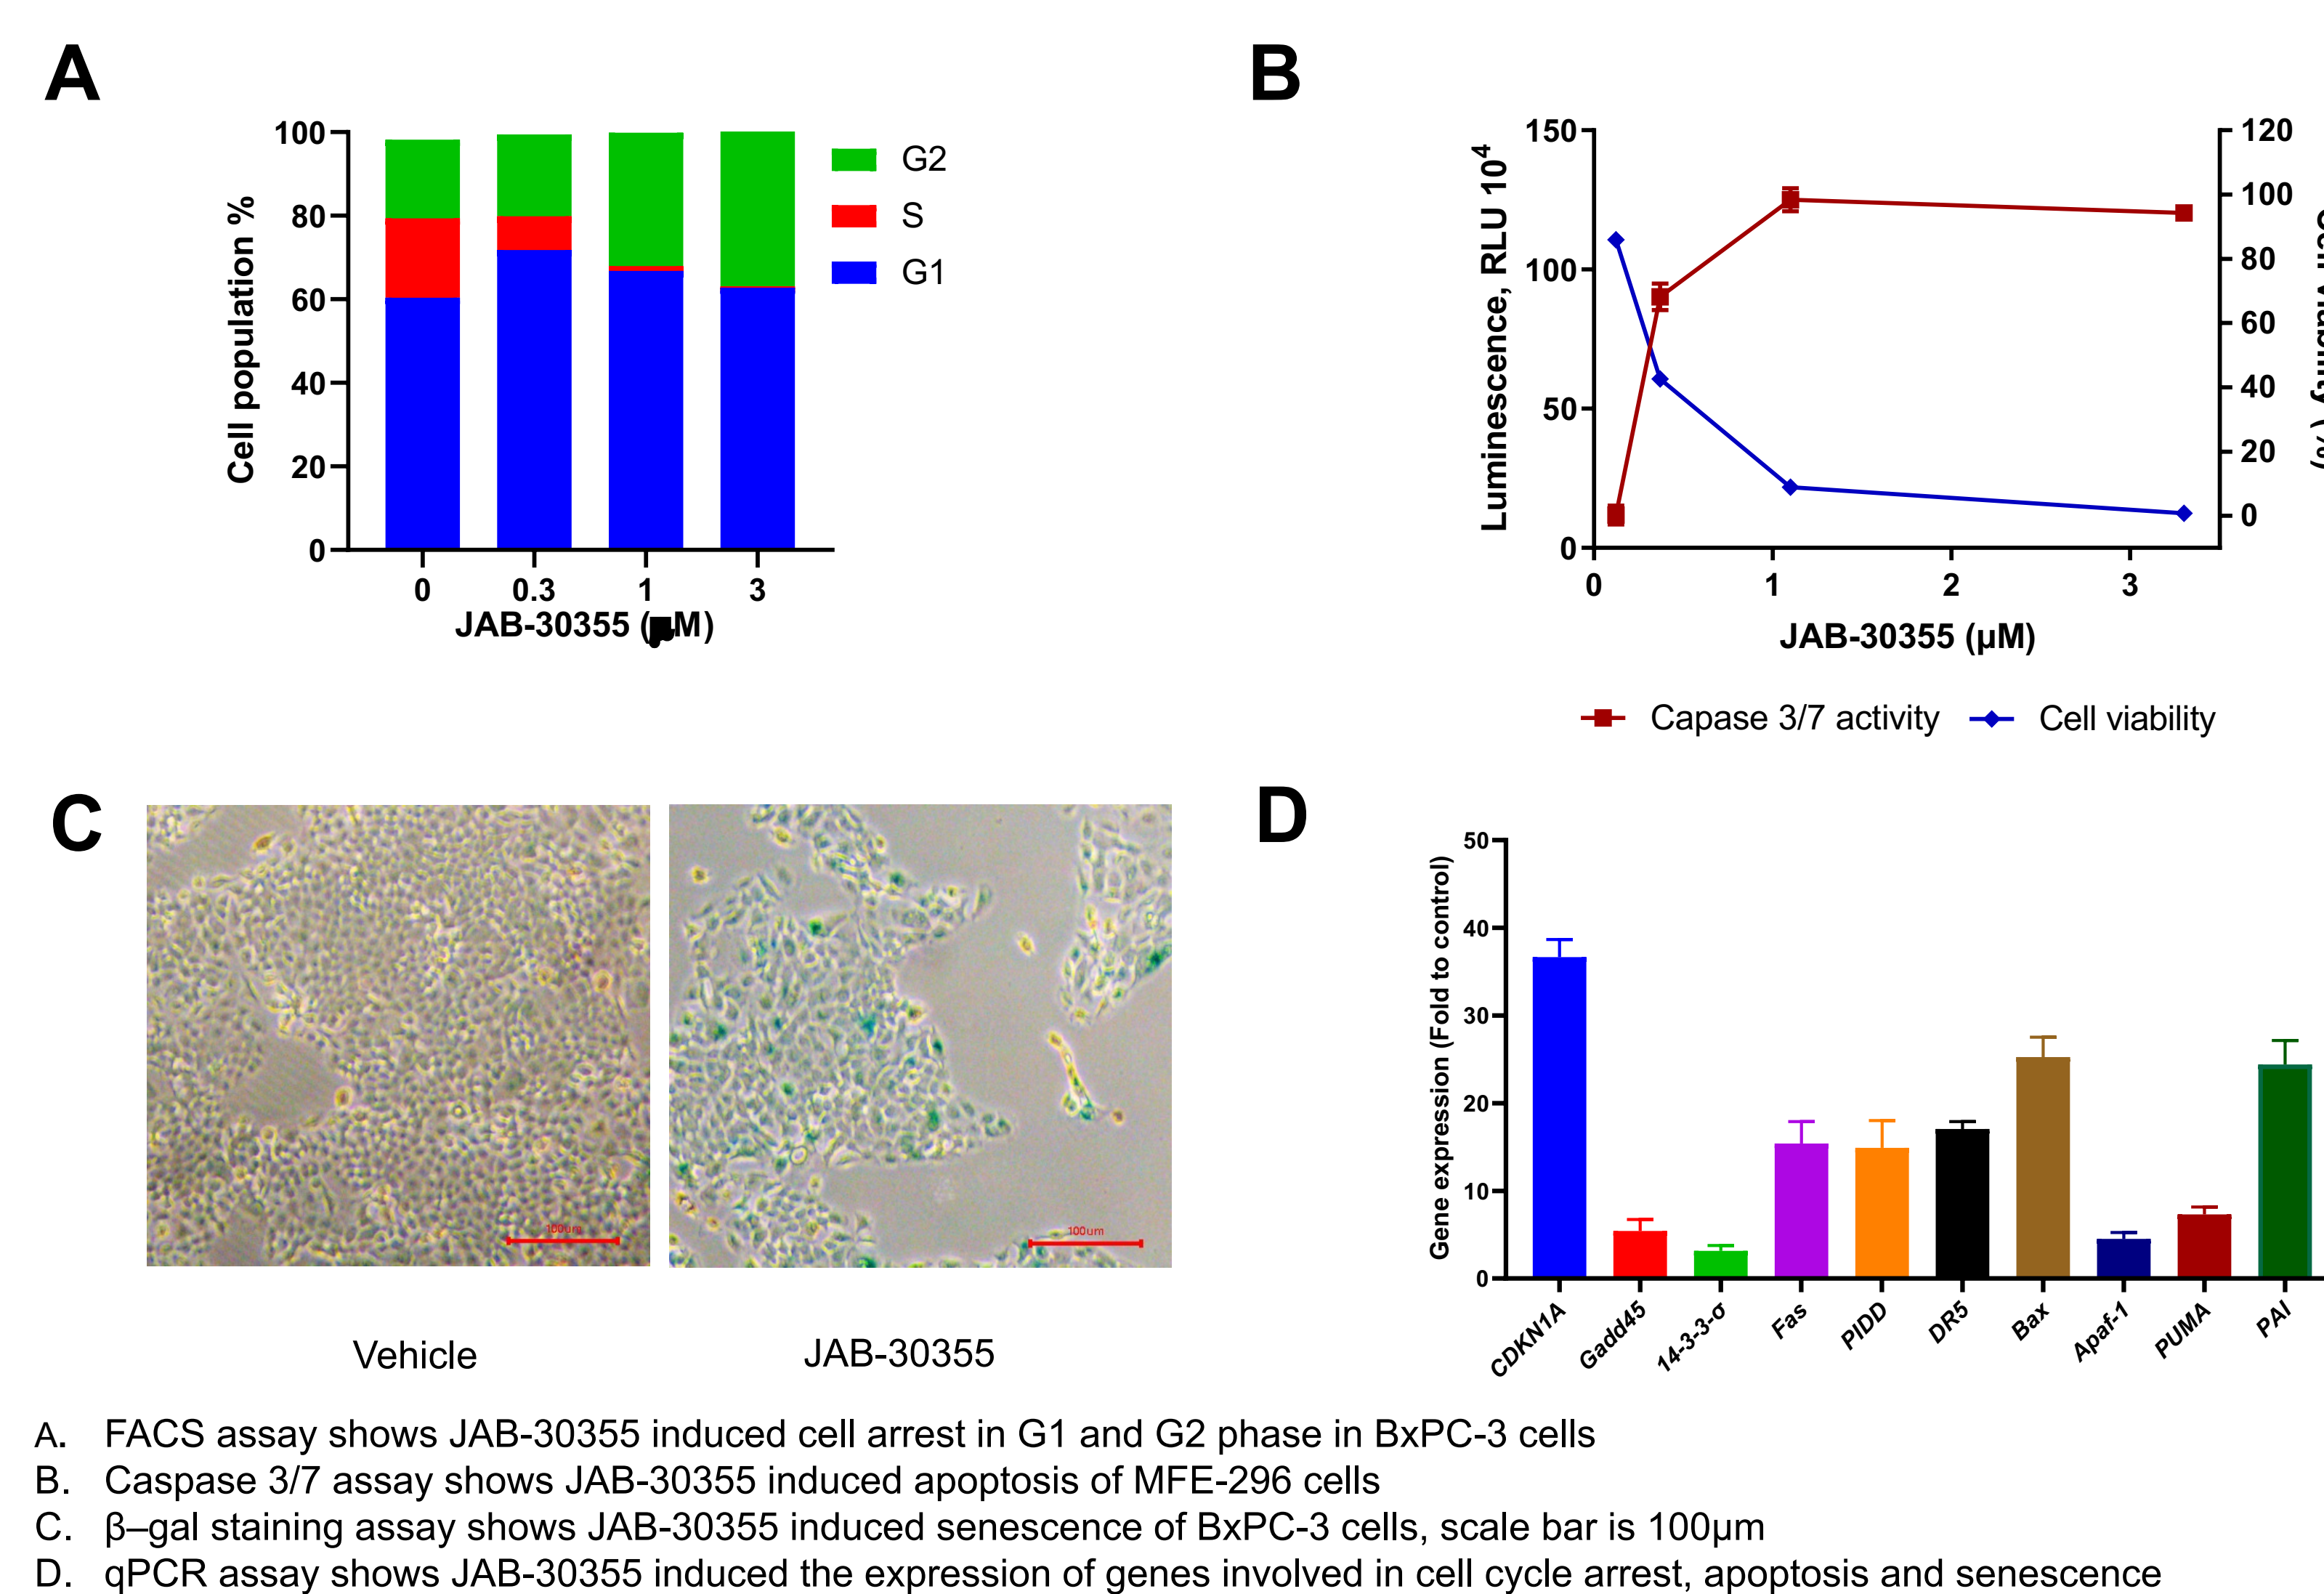 A
Cell population %
100
80
60
40
20
0
0 0.3 1 3
JAB-30355 (μM)
G2
S
G1
B
Luminescence, RLU 10⁴
150
100
50
0
120
100
80
60
40
20
0
Cell viability (%)
0 1 2 3
JAB-30355 (μM)
Capase 3/7 activity Cell viability
C
100um
100um
Vehicle JAB-30355
D
Gene expression (Fold to control)
50
40
30
20
10
0
CDKN1A Gadd45 14-3-3-σ Fas PIDD DR5 Bax Apaf-1 PUMA PAI
A. FACS assay shows JAB-30355 induced cell arrest in G1 and G2 phase in BxPC-3 cells
B. Caspase 3/7 assay shows JAB-30355 induced apoptosis of MFE-296 cells
C. β–gal staining assay shows JAB-30355 induced senescence of BxPC-3 cells, scale bar is 100μm
D. qPCR assay shows JAB-30355 induced the expression of genes involved in cell cycle arrest, apoptosis and senescence